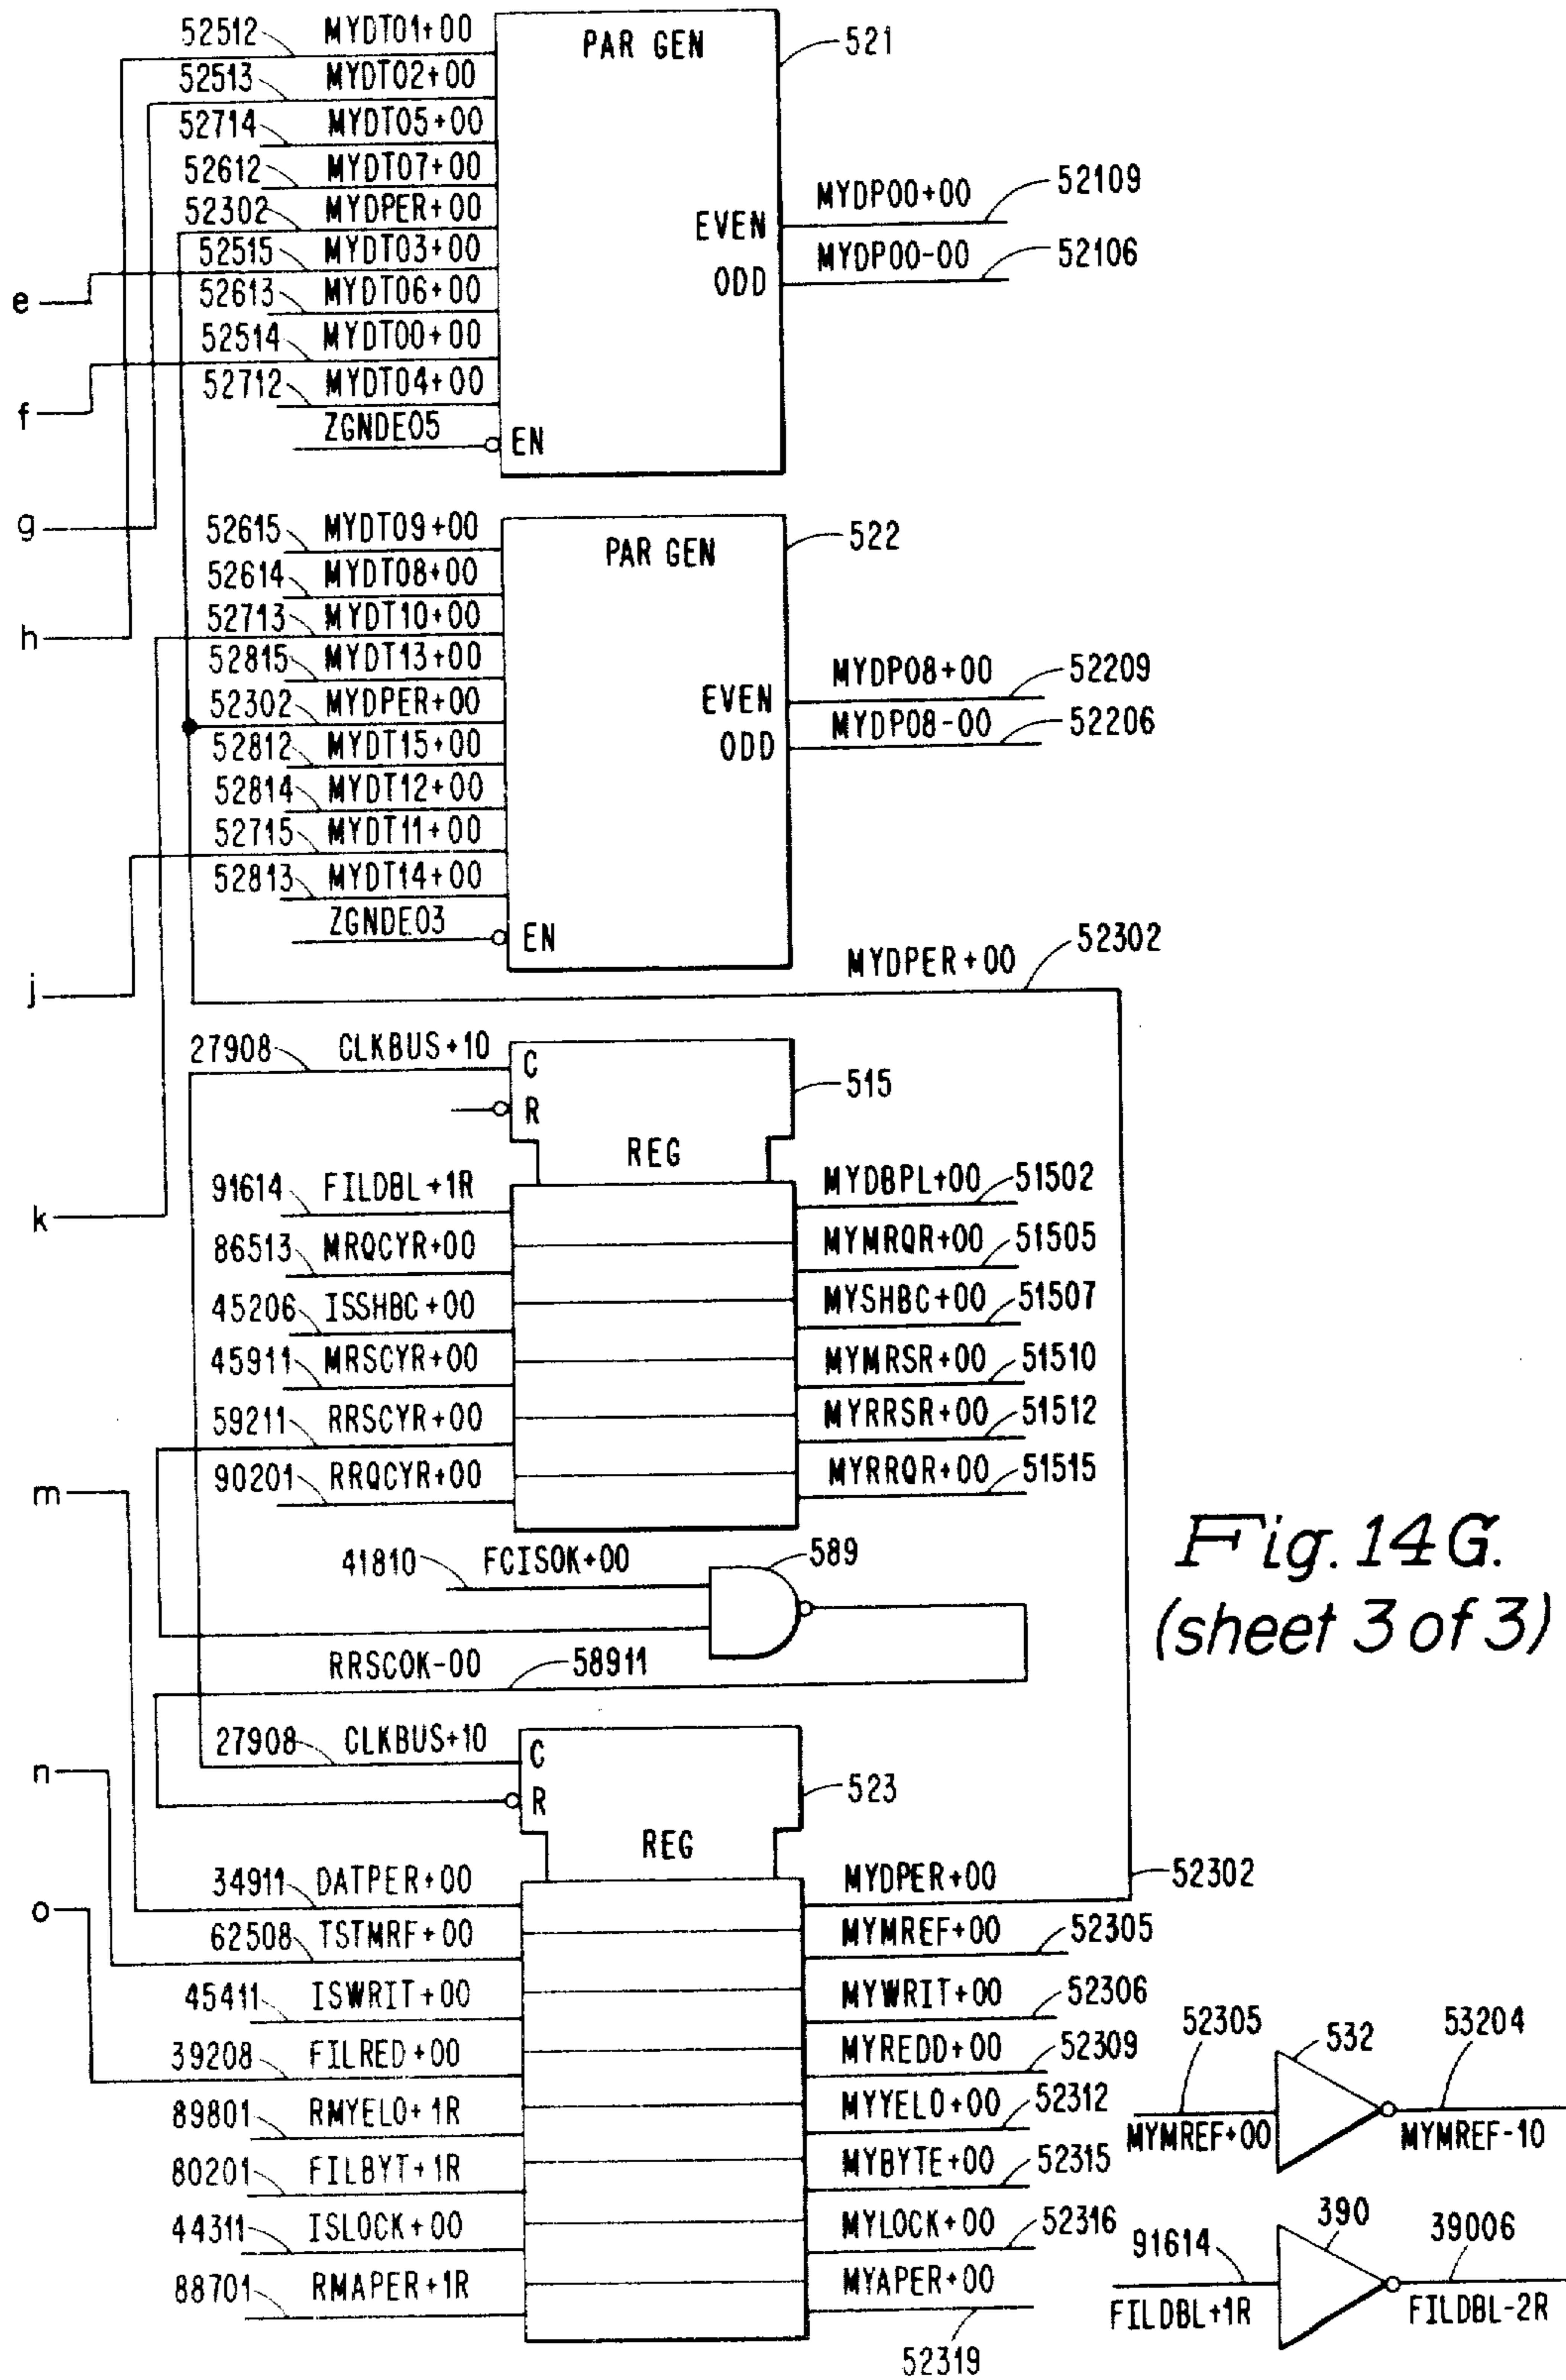 52512 MYDT01+00 PAR GEN 521
52513 MYDT02+00
52714 MYDT05+00
52612 MYDT07+00
52302 MYDPER+00 EVEN MYDP00+00 52109
e 52515 MYDT03+00 ODD MYDP00-00 52106
52613 MYDT06+00
52514 MYDT00+00
f 52712 MYDT04+00
ZGNDE05 EN
g
52615 MYDT09+00 PAR GEN 522
52614 MYDT08+00
h 52713 MYDT10+00
52815 MYDT13+00
52302 MYDPER+00 EVEN MYDP08+00 52209
52812 MYDT15+00 ODD MYDP08-00 52206
52814 MYDT12+00
52715 MYDT11+00
52813 MYDT14+00
ZGNDE03 EN
j MYDPER+00 52302
27908 CLKBUS+10 C 515
R
REG
91614 FILDBL+1R MYDBPL+00 51502
k
86513 MRQCYR+00 MYMRQR+00 51505
45206 ISSHBC+00 MYSHBC+00 51507
45911 MRSCYR+00 MYMRSR+00 51510
59211 RRSCYR+00 MYRRSR+00 51512
90201 RRQCYR+00 MYRRQR+00 51515
m
41810 FCISOK+00 589
Fig. 14G.
(sheet 3 of 3)
RRSCOK-00 58911
27908 CLKBUS+10 C 523
n
R
REG
34911 DATPER+00 MYDPER+00 52302
o
62508 TSTMRF+00 MYMREF+00 52305
45411 ISWRIT+00 MYWRIT+00 52306
39208 FILRED+00 MYREDD+00 52309
89801 RMYELO+1R MYYELO+00 52312
80201 FILBYT+1R MYBYTE+00 52315
44311 ISLOCK+00 MYLOCK+00 52316
88701 RMAPER+1R MYAPER+00 52319
52305 532 53204
MYMREF+00 MYMREF-10
91614 390 39006
FILDBL+1R FILDBL-2R